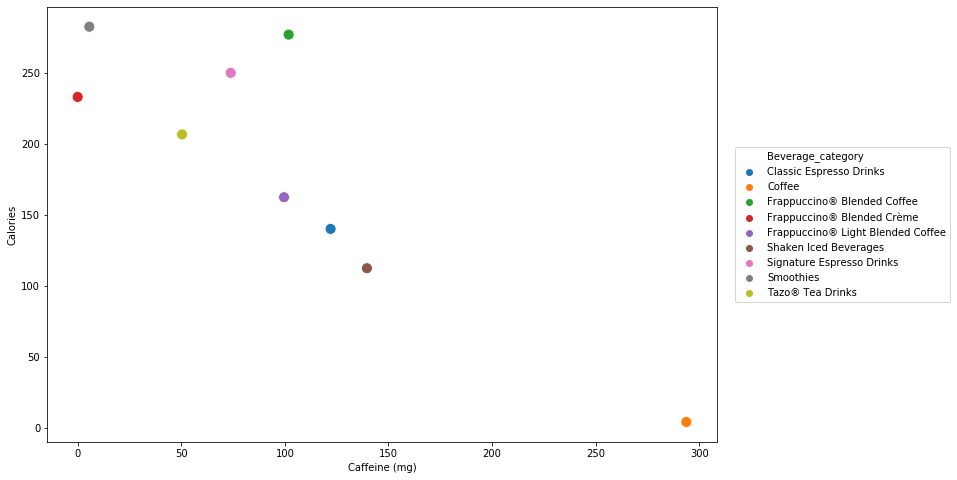 250
200
150
100
50
0
Calories
0 50 100 150 200 250 300
Caffeine (mg)
Beverage_category
Classic Espresso Drinks
Coffee
Frappuccino® Blended Coffee
Frappuccino® Blended Crème
Frappuccino® Light Blended Coffee
Shaken Iced Beverages
Signature Espresso Drinks
Smoothies
Tazo® Tea Drinks